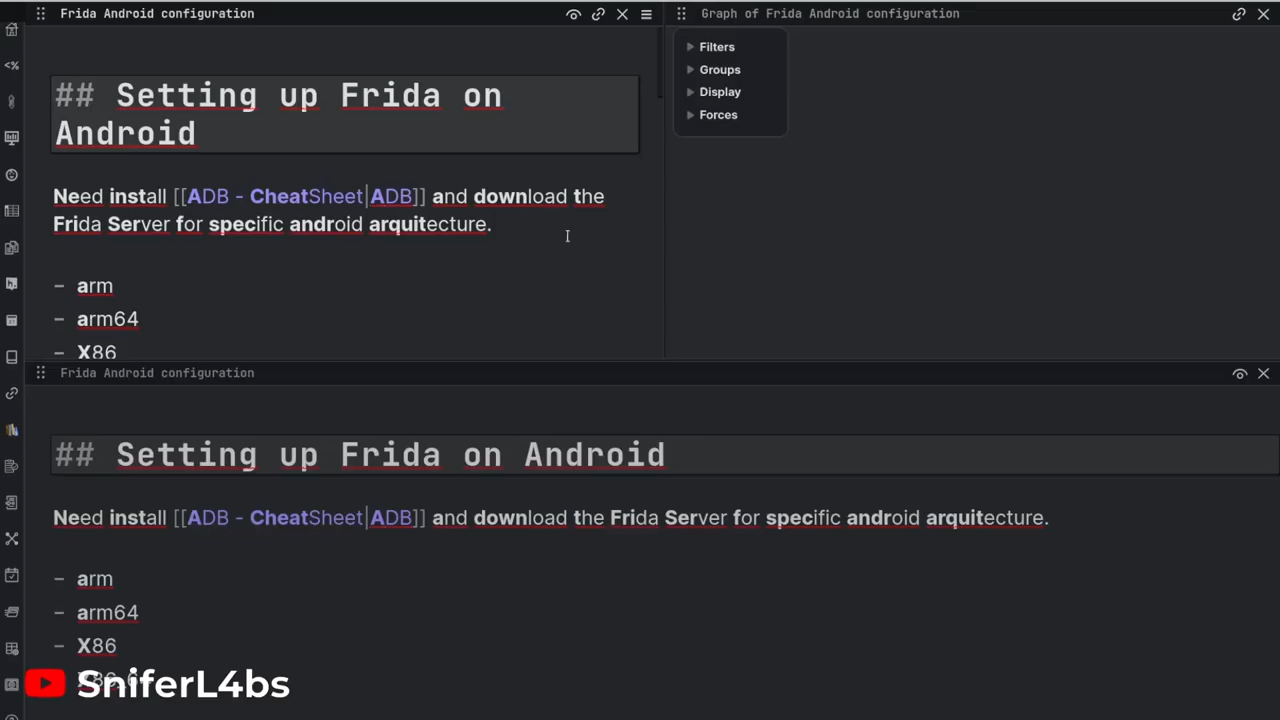 Frida Android configuration
## Setting up Frida on
Android
Need install [[ADB - CheatSheet|ADB]] and download the
Frida Server for specific android arquitecture.
- arm
- arm64
- X86
Graph of Frida Android configuration
Filters
Groups
Display
Forces
Frida Android configuration
## Setting up Frida on Android
Need install [[ADB - CheatSheet|ADB]] and download the Frida Server for specific android arquitecture.
- arm
- arm64
- X86
SniferL4bs